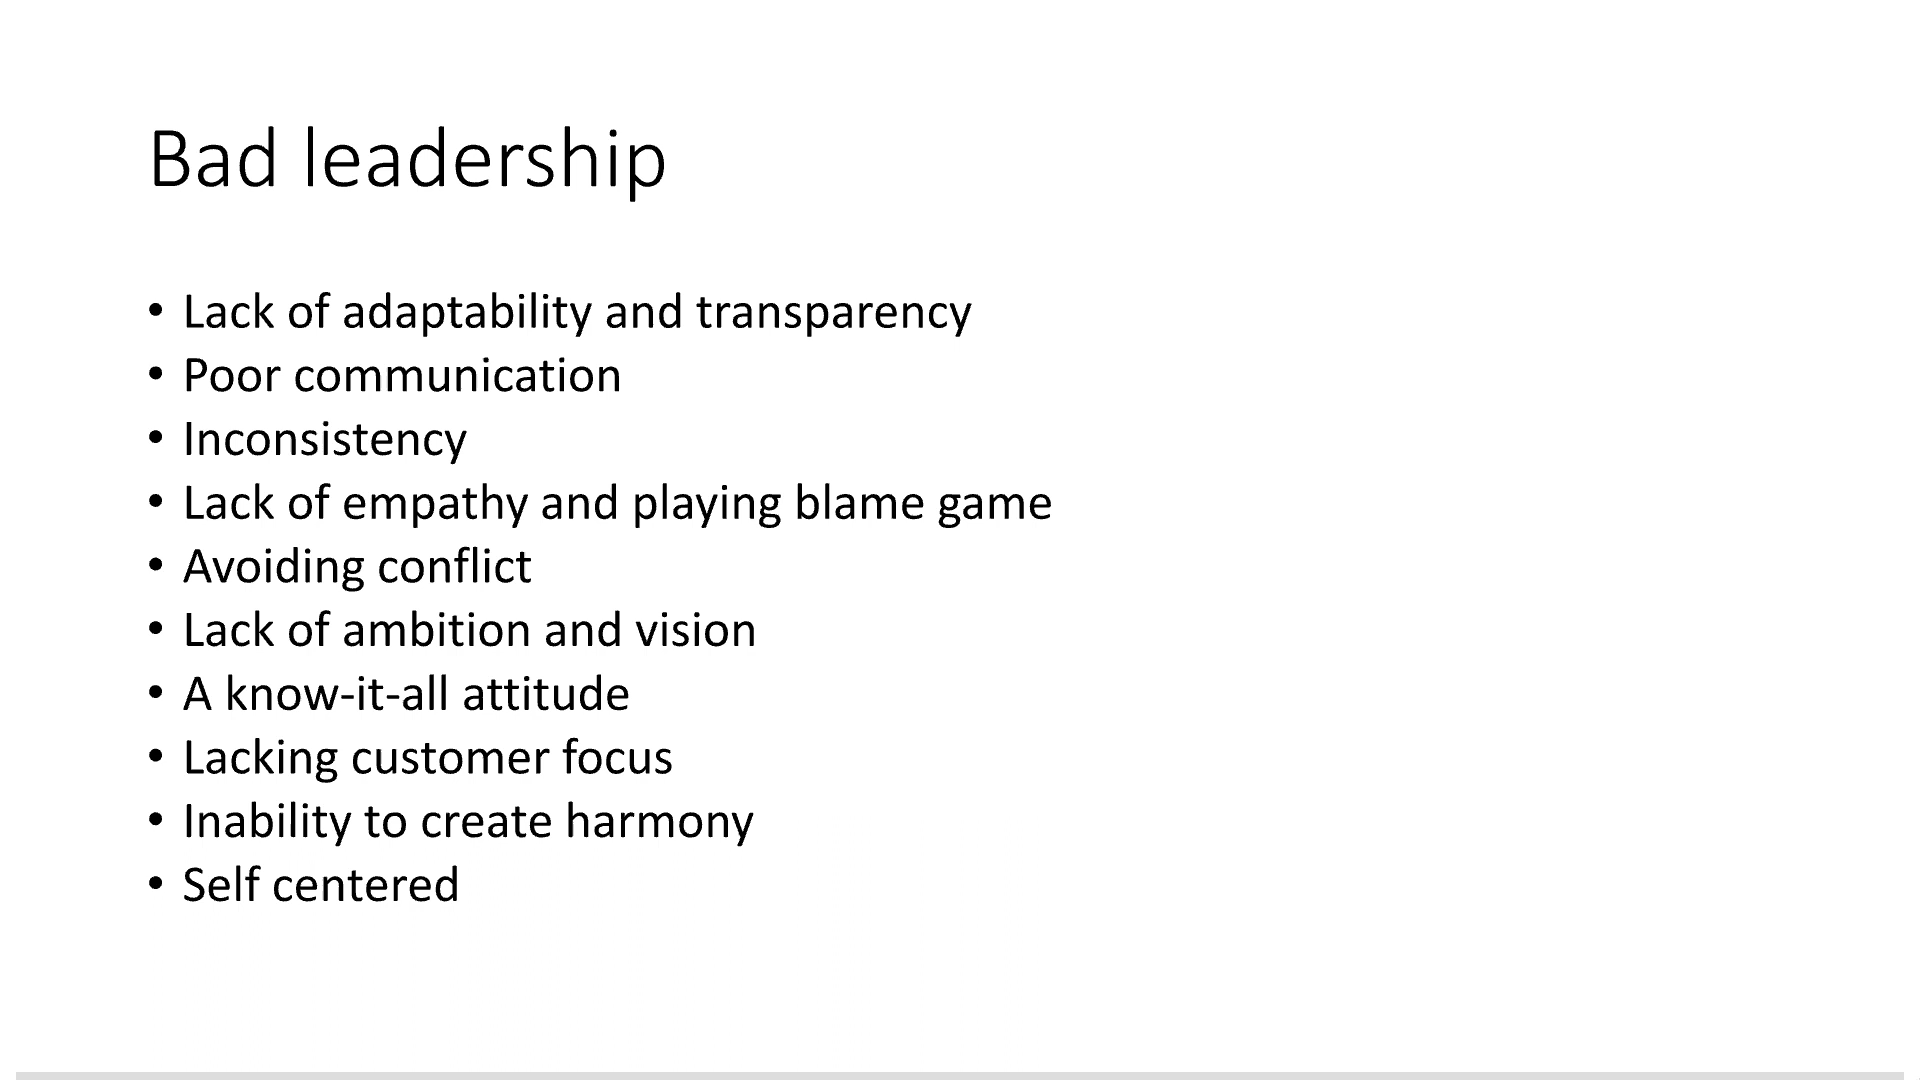 Bad leadership
• Lack of adaptability and transparency
• Poor communication
• Inconsistency
• Lack of empathy and playing blame game
• Avoiding conflict
• Lack of ambition and vision
• A know-it-all attitude
• Lacking customer focus
• Inability to create harmony
• Self centered